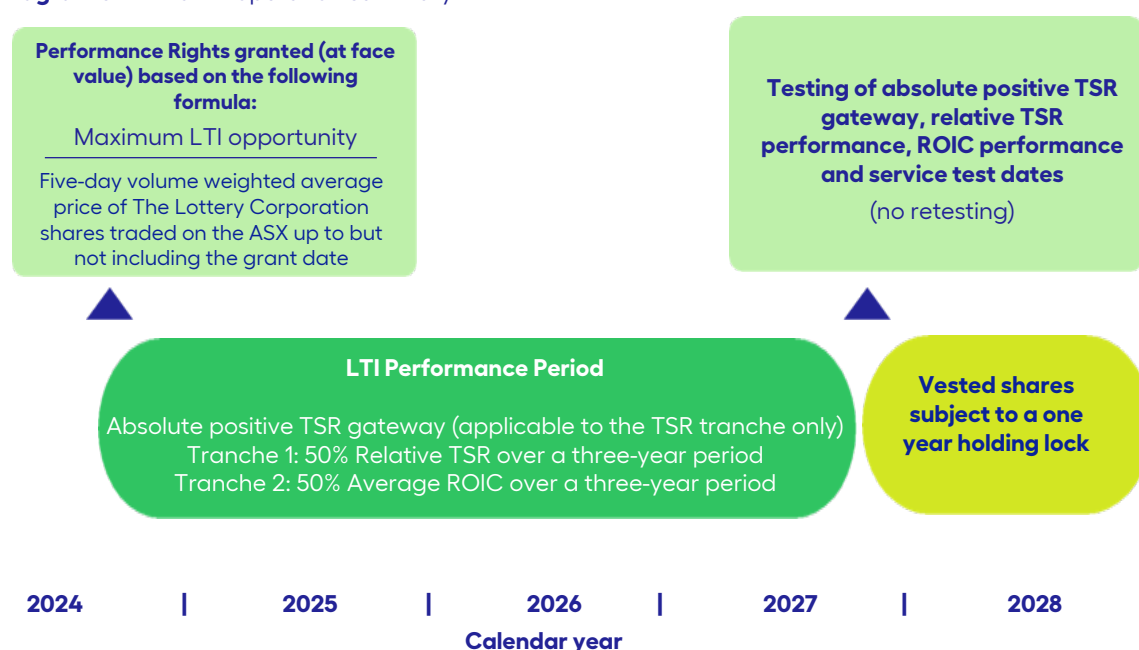 Performance Rights granted (at face
value) based on the following
formula:
Maximum LTI opportunity
Five-day volume weighted average
price of The Lottery Corporation
shares traded on the ASX up to but
not including the grant date
Testing of absolute positive TSR
gateway, relative TSR
performance, ROIC performance
and service test dates
(no retesting)
LTI Performance Period
Absolute positive TSR gateway (applicable to the TSR tranche only)
Tranche 1: 50% Relative TSR over a three-year period
Tranche 2: 50% Average ROIC over a three-year period
Vested shares
subject to a one
year holding lock
2024 | 2025 | 2026 | 2027 | 2028
Calendar year